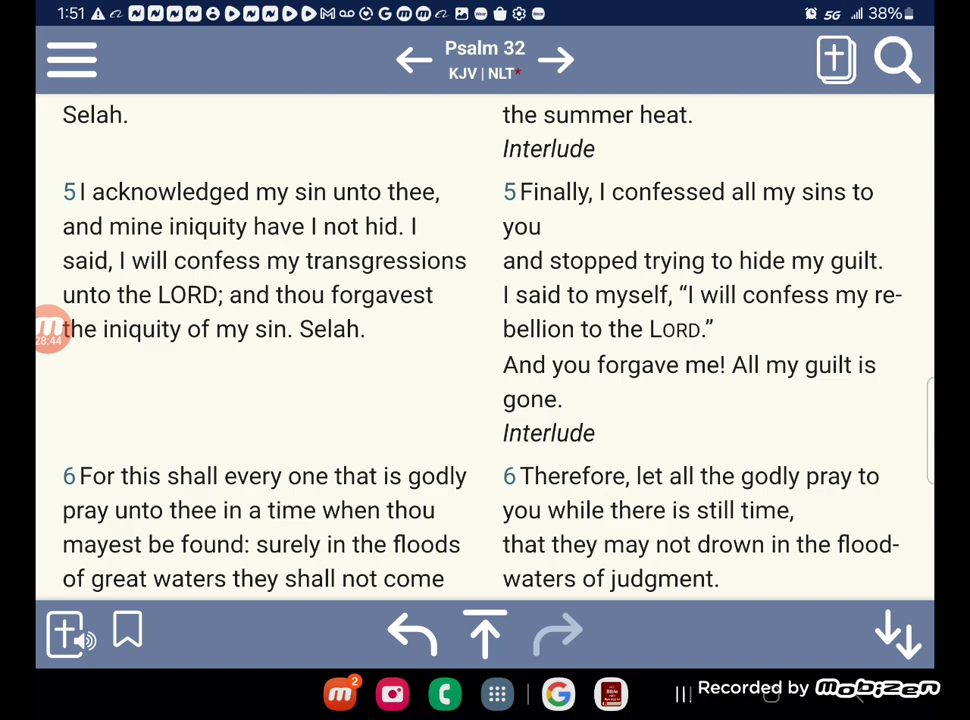 1:51
5G
38%
Psalm 32
KJV | NLT*
Selah.
5 I acknowledged my sin unto thee,
and mine iniquity have I not hid. I
said, I will confess my transgressions
unto the LORD; and thou forgavest
the iniquity of my sin. Selah.
6 For this shall every one that is godly
pray unto thee in a time when thou
mayest be found: surely in the floods
of great waters they shall not come
the summer heat.
Interlude
5 Finally, I confessed all my sins to
you
and stopped trying to hide my guilt.
I said to myself, “I will confess my re-
bellion to the LORD.”
And you forgave me! All my guilt is
gone.
Interlude
6 Therefore, let all the godly pray to
you while there is still time,
that they may not drown in the flood-
waters of judgment.
m
28:44
m
2
G
Recorded by mobizen